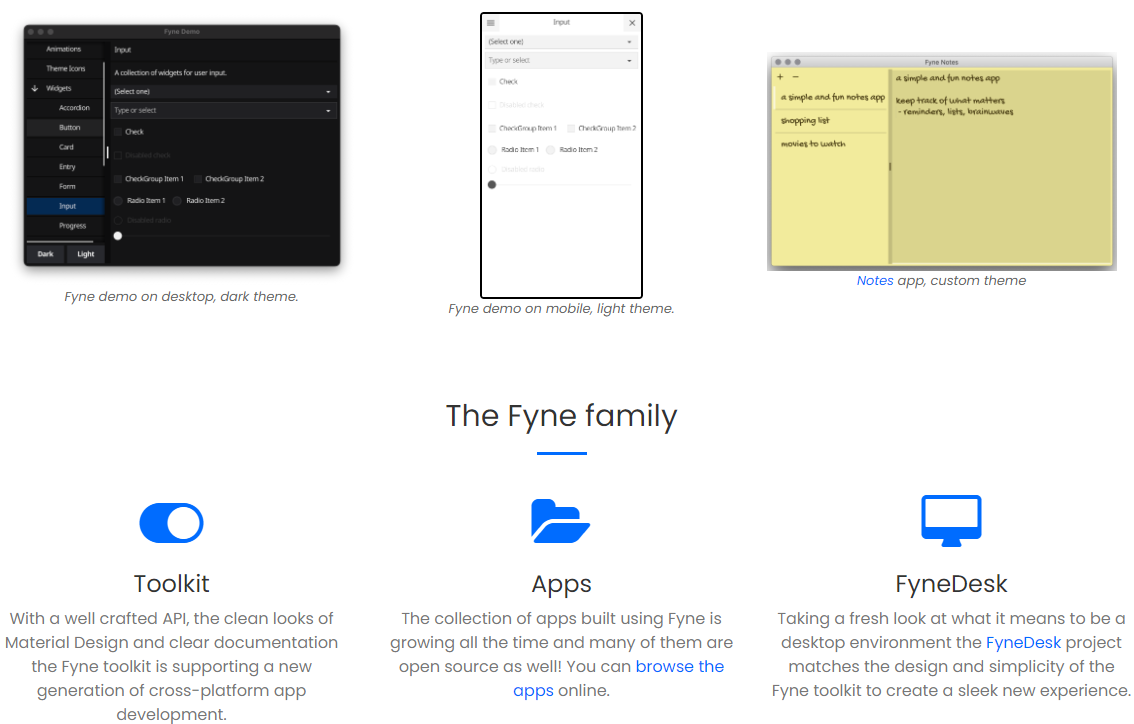 Fyne Demo
Animations
Theme Icons
Widgets
Accordion
Button
Card
Entry
Form
Input
Progress
Dark Light
Input
A collection of widgets for user input.
(Select one)
Type or select
Check
Disabled check
CheckGroup Item 1 CheckGroup Item 2
Radio Item 1 Radio Item 2
Disabled radio
Fyne demo on desktop, dark theme.
Input
(Select one)
Type or select
Check
Disabled check
CheckGroup Item 1 CheckGroup Item 2
Radio Item 1 Radio Item 2
Disabled radio
Fyne demo on mobile, light theme.
Fyne Notes
a simple and fun notes app
shopping list
movies to watch
a simple and fun notes app
keep track of what matters
- reminders, lists, brainwaves
Notes app, custom theme
The Fyne family
Toolkit
With a well crafted API, the clean looks of
Material Design and clear documentation
the Fyne toolkit is supporting a new
generation of cross-platform app
development.
Apps
The collection of apps built using Fyne is
growing all the time and many of them are
open source as well! You can browse the
apps online.
FyneDesk
Taking a fresh look at what it means to be a
desktop environment the FyneDesk project
matches the design and simplicity of the
Fyne toolkit to create a sleek new experience.